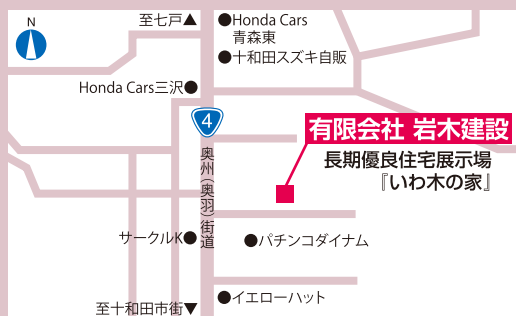 至七戸▲
●Honda Cars
青森東
●十和田スズキ自販
N
Honda Cars三沢●
4
有限会社 岩木建設
長期優良住宅展示場
『いわ木の家』
奥州(奥羽)街道
サークルK●
●パチンコダイナム
●イエローハット
至十和田市街▼